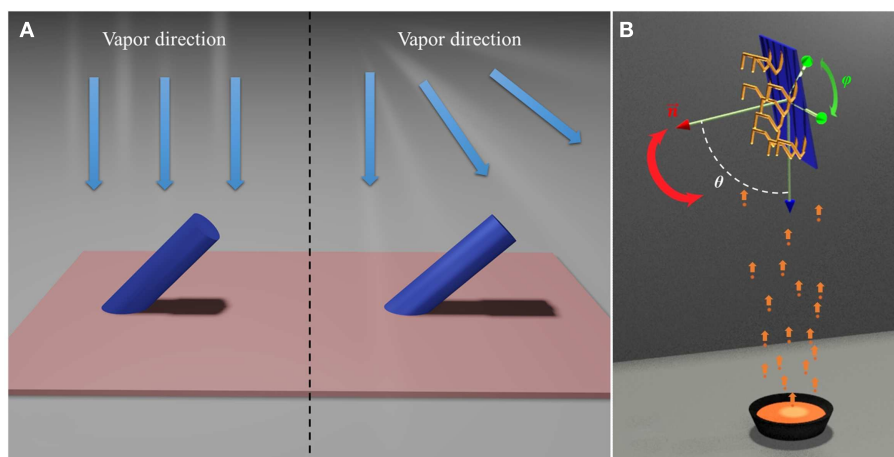 A
Vapor direction
Vapor direction
B
φ
n⃗
θ